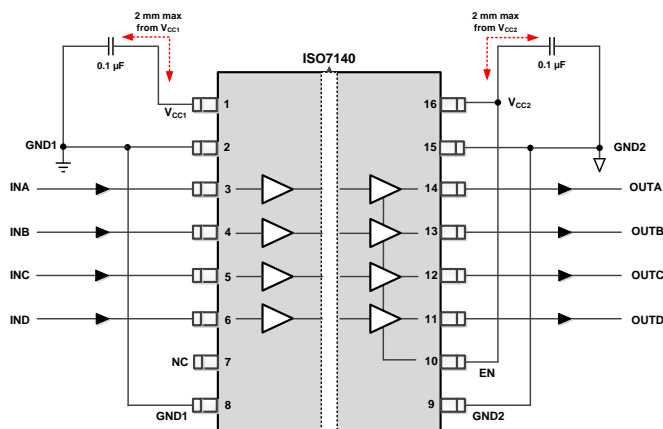 2 mm max
from VCC1
2 mm max
from VCC2
0.1 µF
ISO7140
0.1 µF
VCC1
1
16
VCC2
GND1
2
15
GND2
INA
3
14
OUTA
INB
4
13
OUTB
INC
5
12
OUTC
IND
6
11
OUTD
NC
7
10
EN
GND1
8
9
GND2